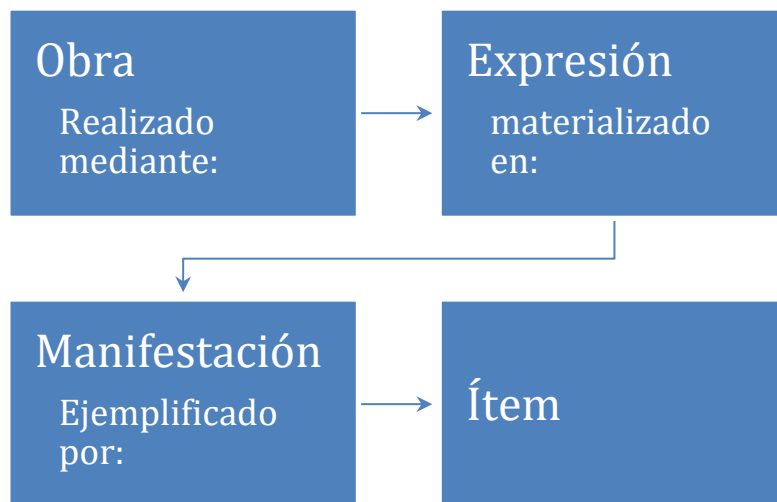 Obra
Realizado
mediante:
Expresión
materializado
en:
Manifestación
Ejemplificado
por:
Ítem